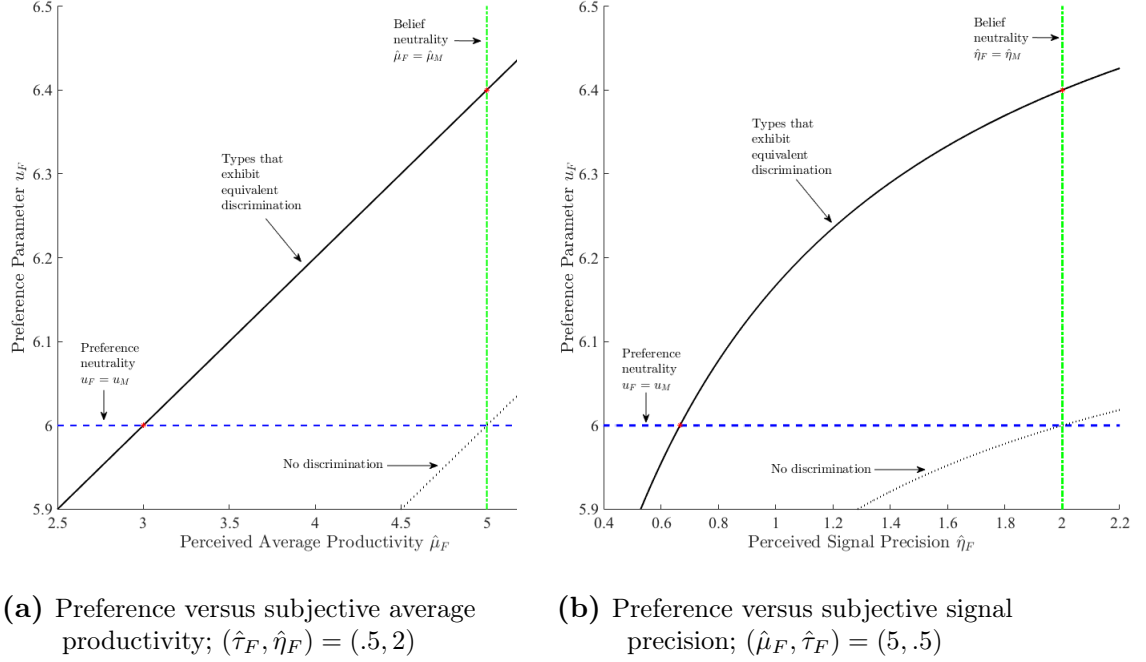 6.5
6.4
6.3
6.2
6.1
6
5.9
Preference Parameter u_F
2.5 3 3.5 4 4.5 5
Perceived Average Productivity μ̂_F
Belief
neutrality
μ̂_F = μ̂_M
Types that
exhibit
equivalent
discrimination
Preference
neutrality
u_F = u_M
No discrimination
(a) Preference versus subjective average
productivity; (τ̂_F, η̂_F) = (.5, 2)
6.5
6.4
6.3
6.2
6.1
6
5.9
Preference Parameter u_F
0.4 0.6 0.8 1 1.2 1.4 1.6 1.8 2 2.2
Perceived Signal Precision η̂_F
Belief
neutrality
η̂_F = η̂_M
Types that
exhibit
equivalent
discrimination
Preference
neutrality
u_F = u_M
No discrimination
(b) Preference versus subjective signal
precision; (μ̂_F, τ̂_F) = (5, .5)